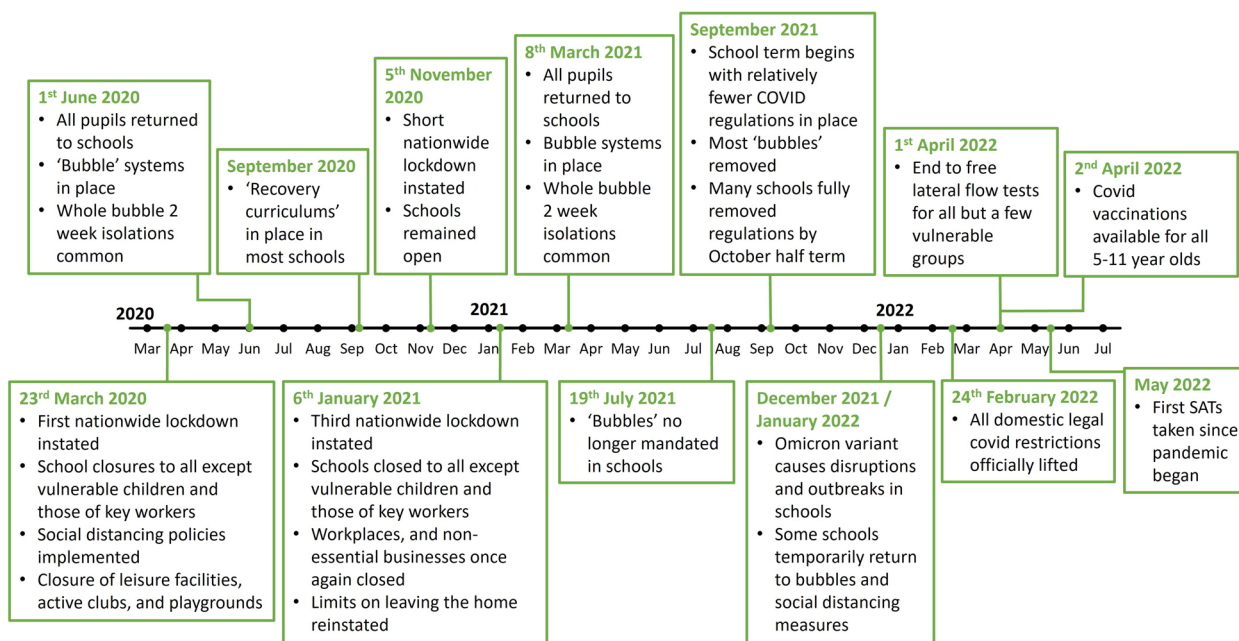 1st June 2020
• All pupils returned
to schools
• 'Bubble' systems
in place
• Whole bubble 2
week isolations
common
September 2020
• 'Recovery
curriculums'
in place in
most schools
5th November
2020
• Short
nationwide
lockdown
instated
• Schools
remained
open
8th March 2021
• All pupils
returned to
schools
• Bubble systems
in place
• Whole bubble
2 week
isolations
common
September 2021
• School term begins
with relatively
fewer COVID
regulations in place
• Most 'bubbles'
removed
• Many schools fully
removed
regulations by
October half term
1st April 2022
• End to free
lateral flow tests
for all but a few
vulnerable
groups
2nd April 2022
• Covid
vaccinations
available for all
5-11 year olds
2020 2021 2022
Mar Apr May Jun Jul Aug Sep Oct Nov Dec Jan Feb Mar Apr May Jun Jul Aug Sep Oct Nov Dec Jan Feb Mar Apr May Jun Jul
23rd March 2020
• First nationwide lockdown
instated
• School closures to all except
vulnerable children and
those of key workers
• Social distancing policies
implemented
• Closure of leisure facilities,
active clubs, and playgrounds
6th January 2021
• Third nationwide lockdown
instated
• Schools closed to all except
vulnerable children and
those of key workers
• Workplaces, and non-
essential businesses once
again closed
• Limits on leaving the home
reinstated
19th July 2021
• 'Bubbles' no
longer mandated
in schools
December 2021 /
January 2022
• Omicron variant
causes disruptions
and outbreaks in
schools
• Some schools
temporarily return
to bubbles and
social distancing
measures
24th February 2022
• All domestic legal
covid restrictions
officially lifted
May 2022
• First SATs
taken since
pandemic
began